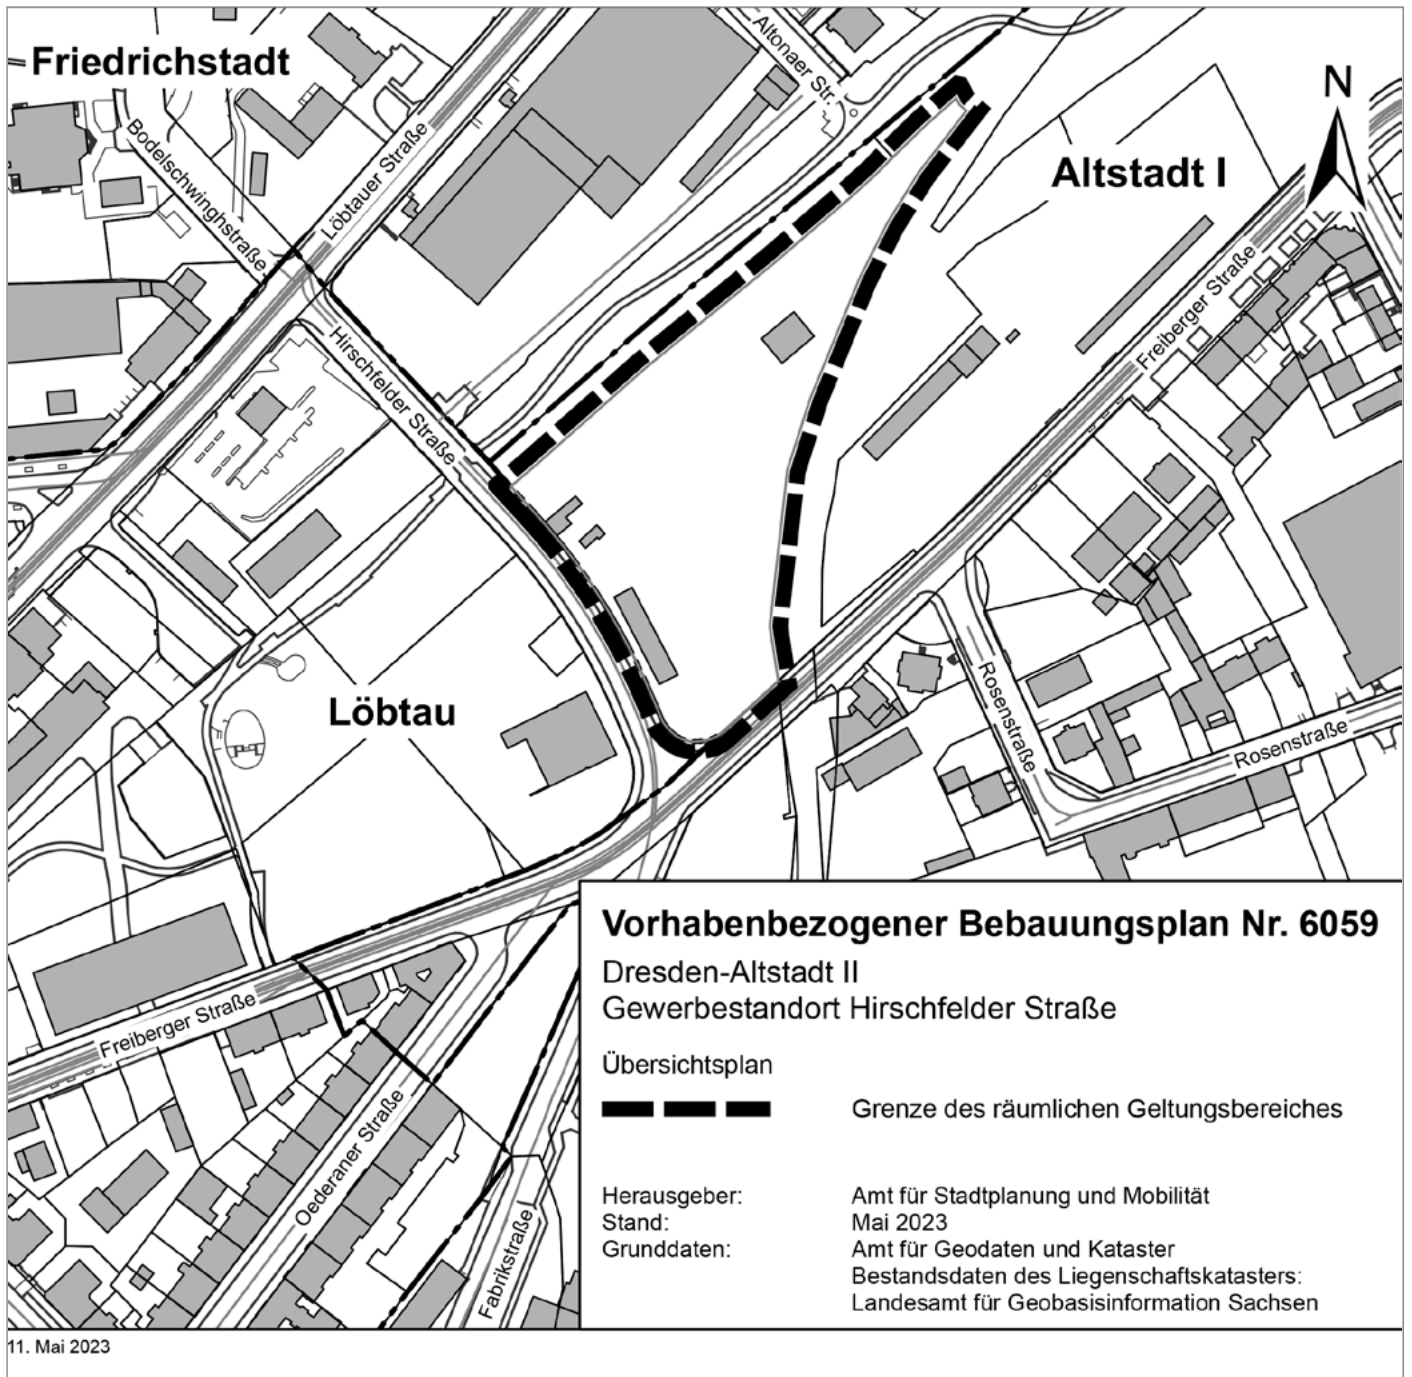 Friedrichstadt
Altonaer Str.
N
Bodelschwinghstraße
Löbtauer Straße
Altstadt I
Hirschfelder Straße
Freiberger Straße
Löbtau
Rosenstraße
Rosenstraße
Freiberger Straße
Oederaner Straße
Fabrikstraße
Vorhabenbezogener Bebauungsplan Nr. 6059
Dresden-Altstadt II
Gewerbestandort Hirschfelder Straße
Übersichtsplan
Grenze des räumlichen Geltungsbereiches
Herausgeber: Amt für Stadtplanung und Mobilität
Stand: Mai 2023
Grunddaten: Amt für Geodaten und Kataster
Bestandsdaten des Liegenschaftskatasters:
Landesamt für Geobasisinformation Sachsen
11. Mai 2023